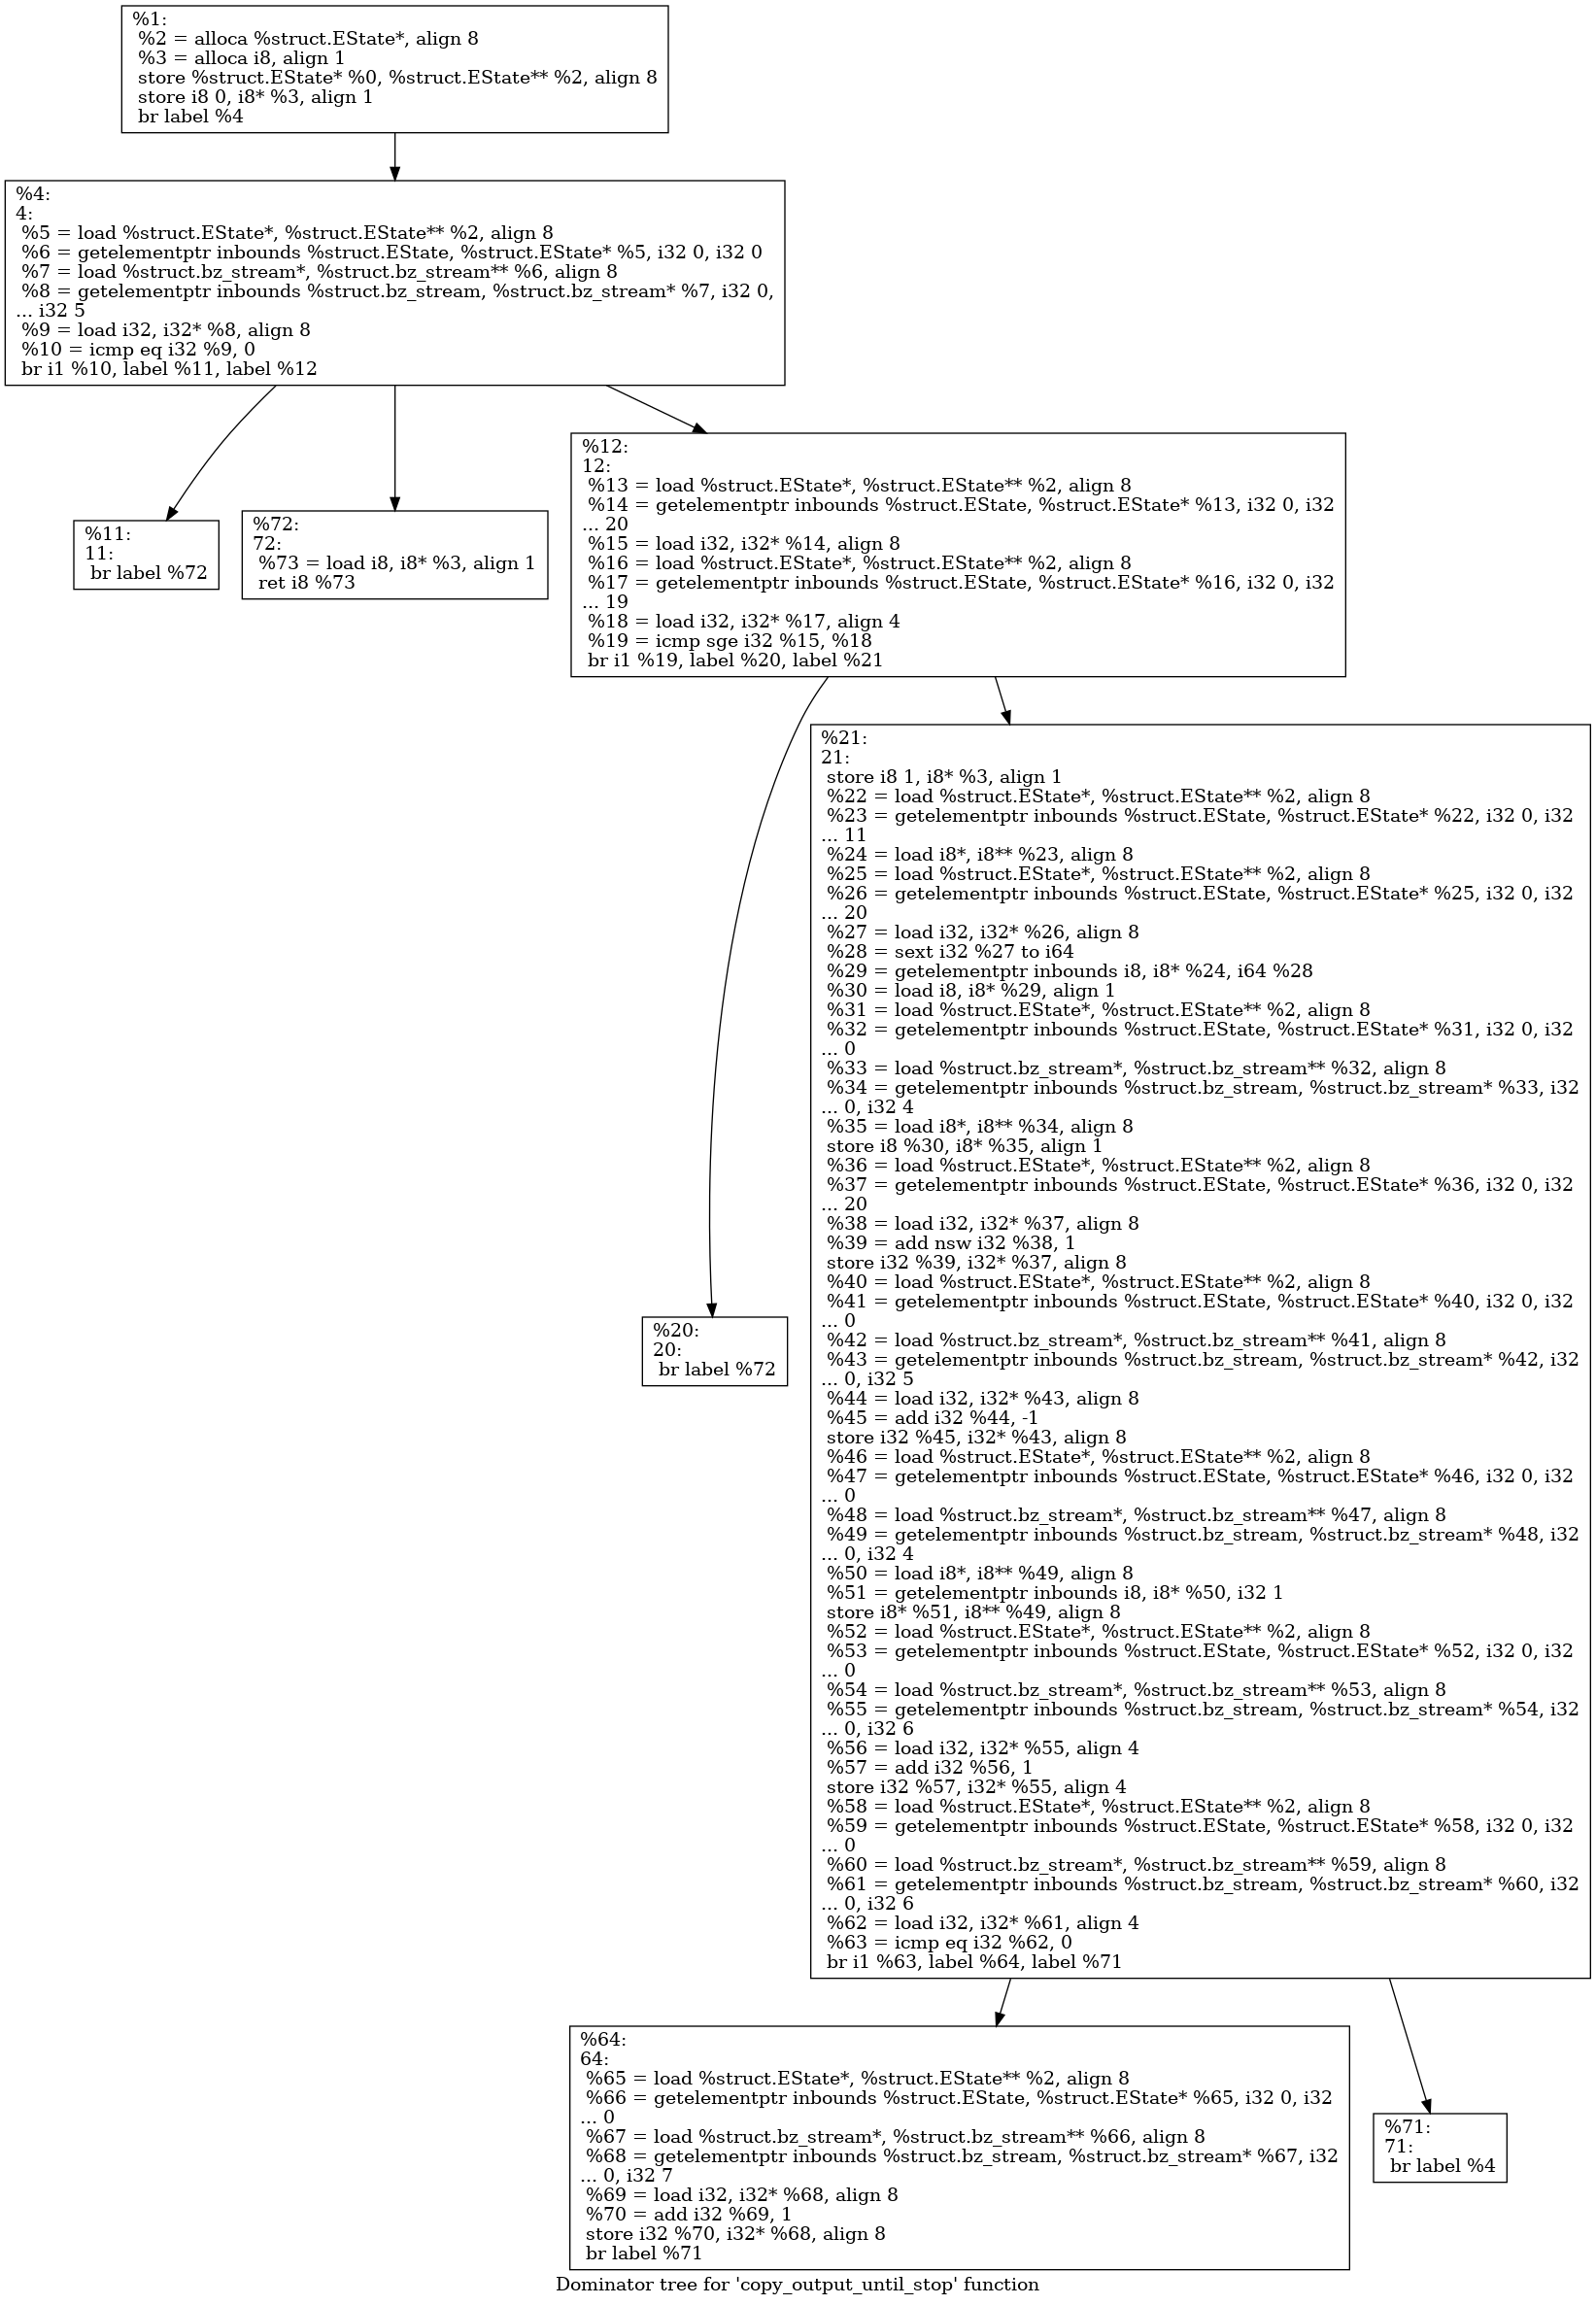 %1:
%2 = alloca %struct.EState*, align 8
%3 = alloca i8, align 1
store %struct.EState* %0, %struct.EState** %2, align 8
store i8 0, i8* %3, align 1
br label %4
%4:
4:
%5 = load %struct.EState*, %struct.EState** %2, align 8
%6 = getelementptr inbounds %struct.EState, %struct.EState* %5, i32 0, i32 0
%7 = load %struct.bz_stream*, %struct.bz_stream** %6, align 8
%8 = getelementptr inbounds %struct.bz_stream, %struct.bz_stream* %7, i32 0,
... i32 5
%9 = load i32, i32* %8, align 8
%10 = icmp eq i32 %9, 0
br i1 %10, label %11, label %12
%11:
11:
br label %72
%72:
72:
%73 = load i8, i8* %3, align 1
ret i8 %73
%12:
12:
%13 = load %struct.EState*, %struct.EState** %2, align 8
%14 = getelementptr inbounds %struct.EState, %struct.EState* %13, i32 0, i32
... 20
%15 = load i32, i32* %14, align 8
%16 = load %struct.EState*, %struct.EState** %2, align 8
%17 = getelementptr inbounds %struct.EState, %struct.EState* %16, i32 0, i32
... 19
%18 = load i32, i32* %17, align 4
%19 = icmp sge i32 %15, %18
br i1 %19, label %20, label %21
%20:
20:
br label %72
%21:
21:
store i8 1, i8* %3, align 1
%22 = load %struct.EState*, %struct.EState** %2, align 8
%23 = getelementptr inbounds %struct.EState, %struct.EState* %22, i32 0, i32
... 11
%24 = load i8*, i8** %23, align 8
%25 = load %struct.EState*, %struct.EState** %2, align 8
%26 = getelementptr inbounds %struct.EState, %struct.EState* %25, i32 0, i32
... 20
%27 = load i32, i32* %26, align 8
%28 = sext i32 %27 to i64
%29 = getelementptr inbounds i8, i8* %24, i64 %28
%30 = load i8, i8* %29, align 1
%31 = load %struct.EState*, %struct.EState** %2, align 8
%32 = getelementptr inbounds %struct.EState, %struct.EState* %31, i32 0, i32
... 0
%33 = load %struct.bz_stream*, %struct.bz_stream** %32, align 8
%34 = getelementptr inbounds %struct.bz_stream, %struct.bz_stream* %33, i32
... 0, i32 4
%35 = load i8*, i8** %34, align 8
store i8 %30, i8* %35, align 1
%36 = load %struct.EState*, %struct.EState** %2, align 8
%37 = getelementptr inbounds %struct.EState, %struct.EState* %36, i32 0, i32
... 20
%38 = load i32, i32* %37, align 8
%39 = add nsw i32 %38, 1
store i32 %39, i32* %37, align 8
%40 = load %struct.EState*, %struct.EState** %2, align 8
%41 = getelementptr inbounds %struct.EState, %struct.EState* %40, i32 0, i32
... 0
%42 = load %struct.bz_stream*, %struct.bz_stream** %41, align 8
%43 = getelementptr inbounds %struct.bz_stream, %struct.bz_stream* %42, i32
... 0, i32 5
%44 = load i32, i32* %43, align 8
%45 = add i32 %44, -1
store i32 %45, i32* %43, align 8
%46 = load %struct.EState*, %struct.EState** %2, align 8
%47 = getelementptr inbounds %struct.EState, %struct.EState* %46, i32 0, i32
... 0
%48 = load %struct.bz_stream*, %struct.bz_stream** %47, align 8
%49 = getelementptr inbounds %struct.bz_stream, %struct.bz_stream* %48, i32
... 0, i32 4
%50 = load i8*, i8** %49, align 8
%51 = getelementptr inbounds i8, i8* %50, i32 1
store i8* %51, i8** %49, align 8
%52 = load %struct.EState*, %struct.EState** %2, align 8
%53 = getelementptr inbounds %struct.EState, %struct.EState* %52, i32 0, i32
... 0
%54 = load %struct.bz_stream*, %struct.bz_stream** %53, align 8
%55 = getelementptr inbounds %struct.bz_stream, %struct.bz_stream* %54, i32
... 0, i32 6
%56 = load i32, i32* %55, align 4
%57 = add i32 %56, 1
store i32 %57, i32* %55, align 4
%58 = load %struct.EState*, %struct.EState** %2, align 8
%59 = getelementptr inbounds %struct.EState, %struct.EState* %58, i32 0, i32
... 0
%60 = load %struct.bz_stream*, %struct.bz_stream** %59, align 8
%61 = getelementptr inbounds %struct.bz_stream, %struct.bz_stream* %60, i32
... 0, i32 6
%62 = load i32, i32* %61, align 4
%63 = icmp eq i32 %62, 0
br i1 %63, label %64, label %71
%64:
64:
%65 = load %struct.EState*, %struct.EState** %2, align 8
%66 = getelementptr inbounds %struct.EState, %struct.EState* %65, i32 0, i32
... 0
%67 = load %struct.bz_stream*, %struct.bz_stream** %66, align 8
%68 = getelementptr inbounds %struct.bz_stream, %struct.bz_stream* %67, i32
... 0, i32 7
%69 = load i32, i32* %68, align 8
%70 = add i32 %69, 1
store i32 %70, i32* %68, align 8
br label %71
%71:
71:
br label %4
Dominator tree for 'copy_output_until_stop' function